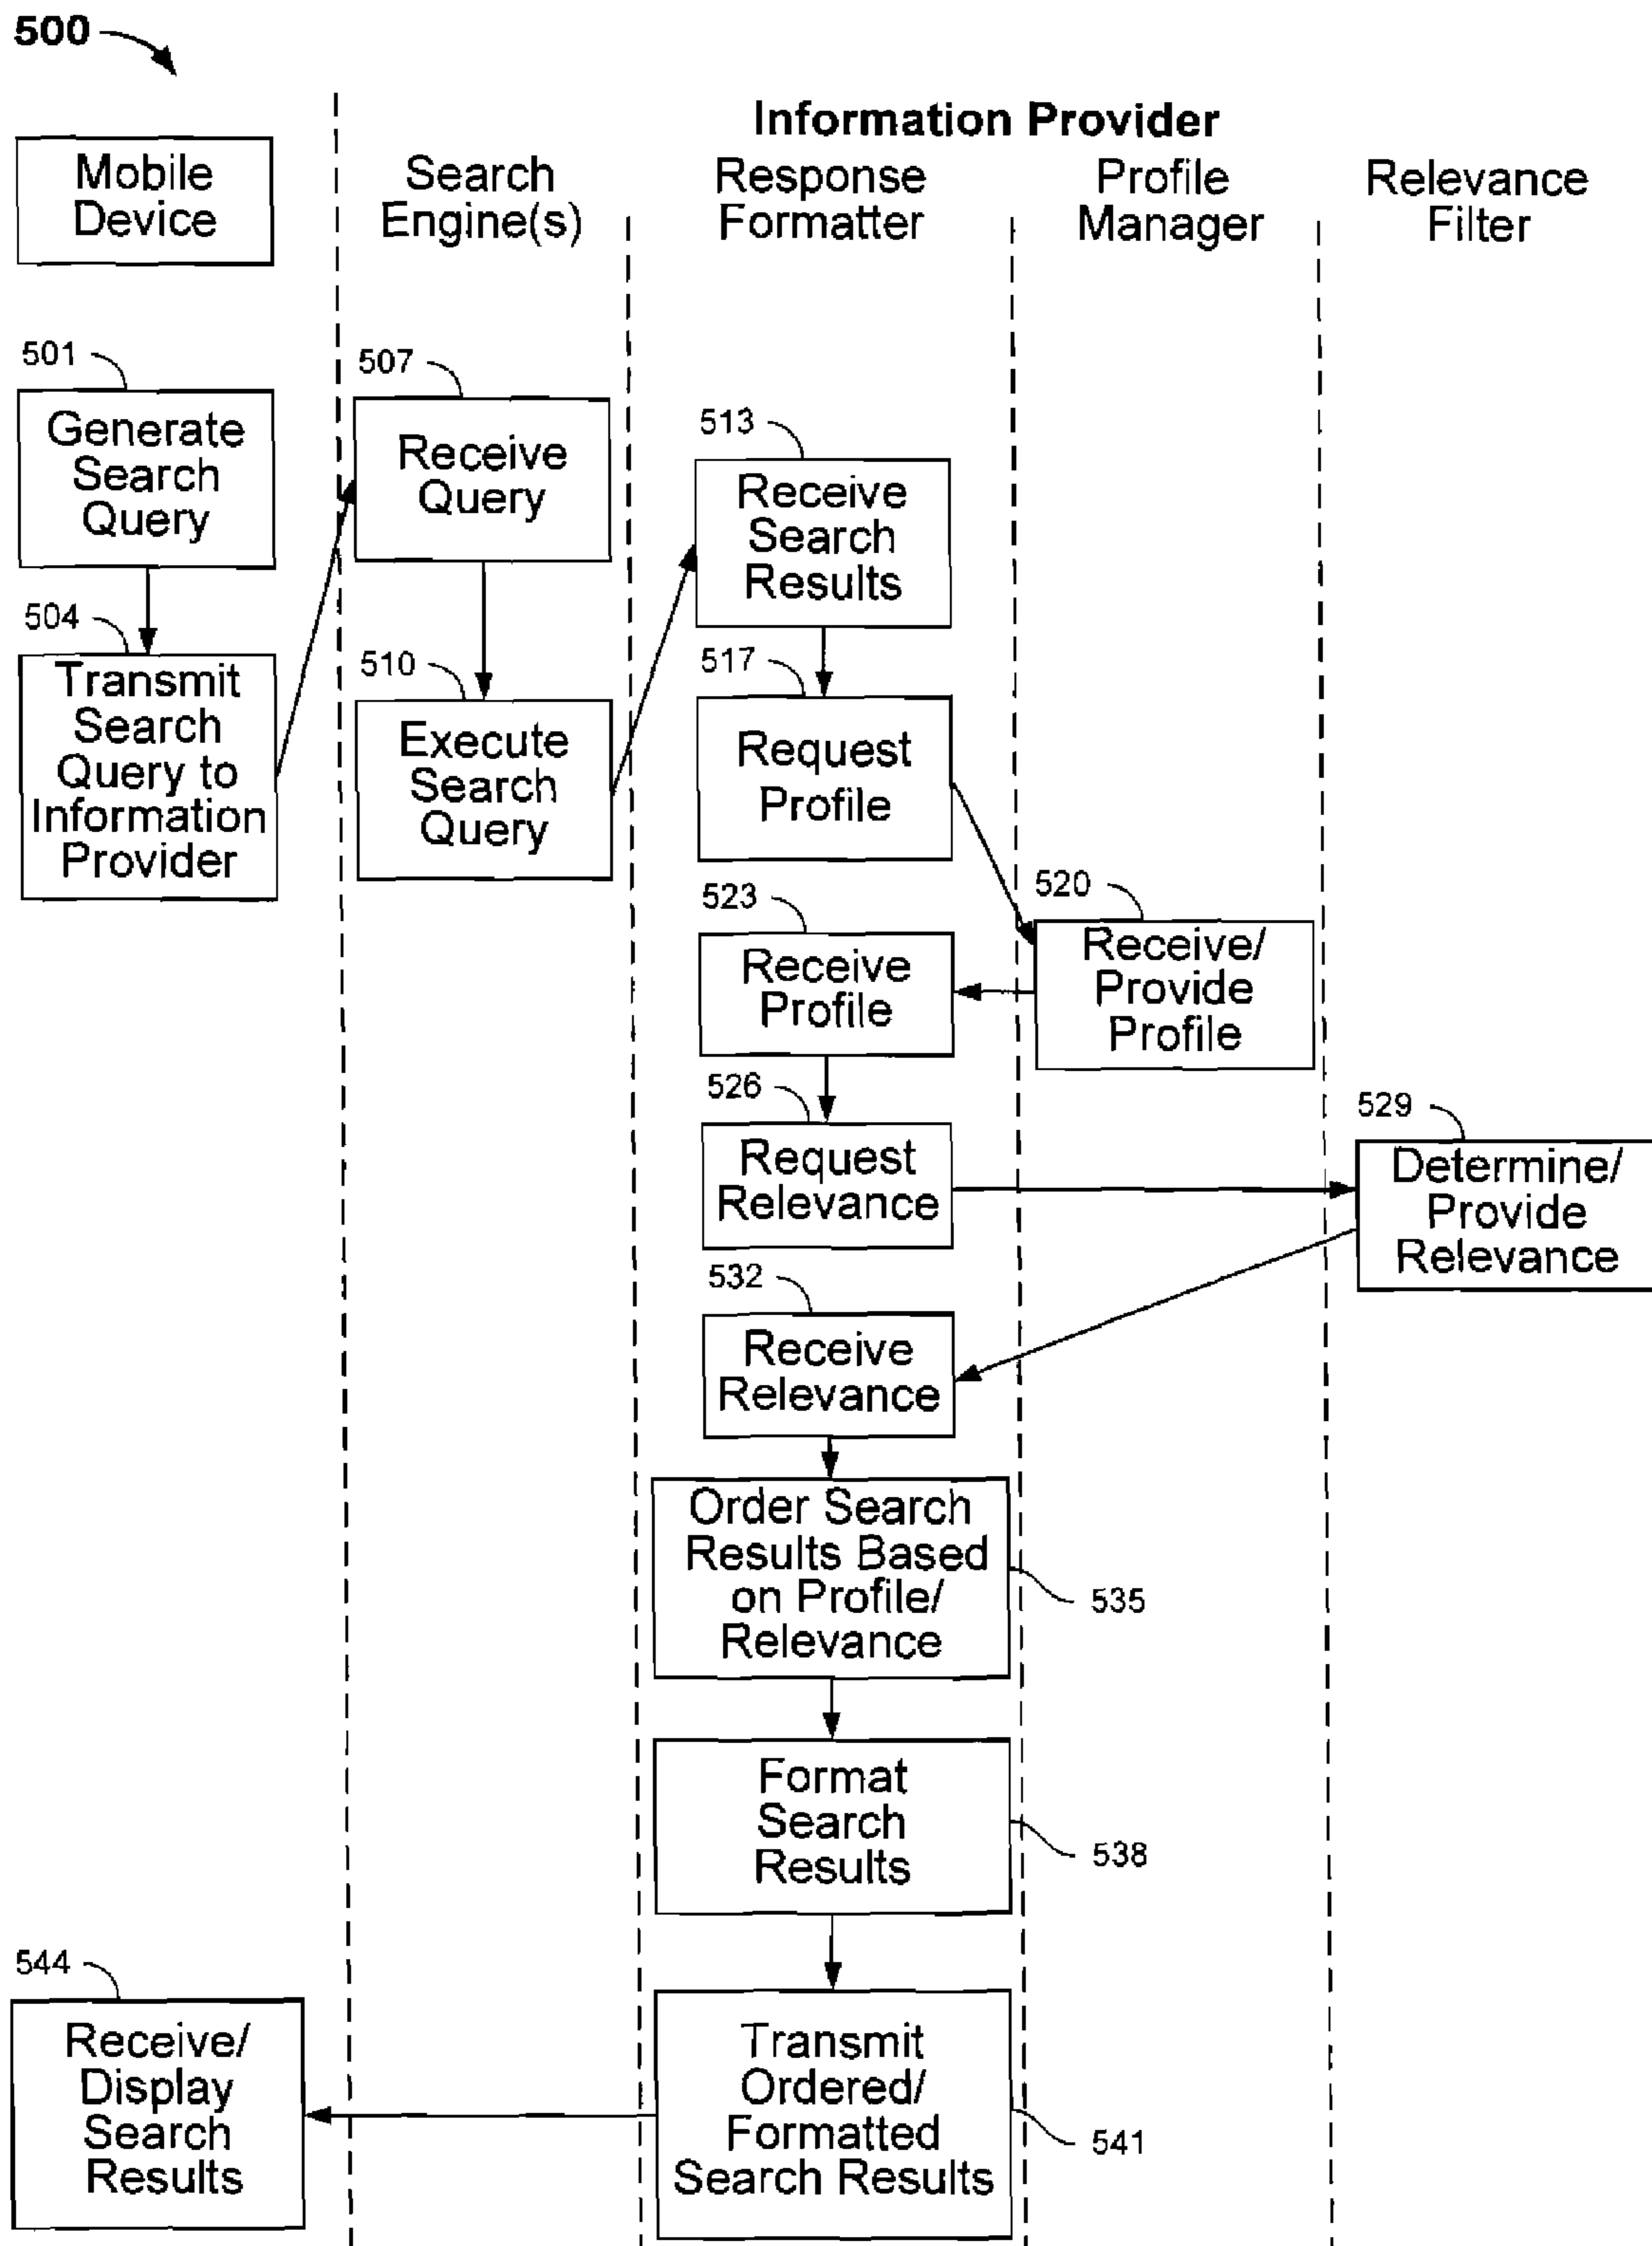 500
Information Provider
Mobile
Device
Search
Engine(s)
Response
Formatter
Profile
Manager
Relevance
Filter
501
Generate
Search
Query
504
Transmit
Search
Query to
Information
Provider
507
Receive
Query
510
Execute
Search
Query
513
Receive
Search
Results
517
Request
Profile
520
Receive/
Provide
Profile
523
Receive
Profile
526
Request
Relevance
529
Determine/
Provide
Relevance
532
Receive
Relevance
Order Search
Results Based
on Profile/
Relevance
535
Format
Search
Results
538
Transmit
Ordered/
Formatted
Search Results
541
544
Receive/
Display
Search
Results